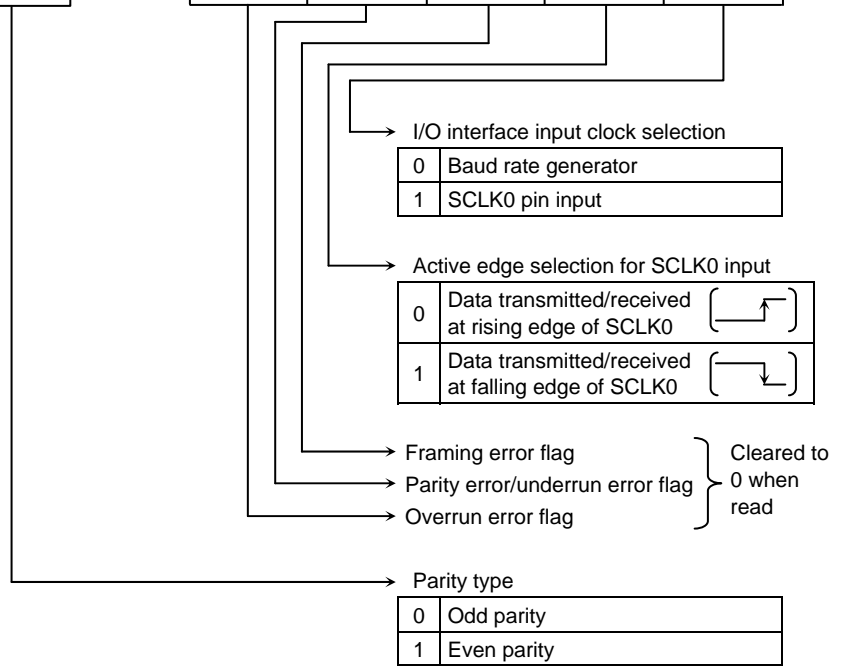 I/O interface input clock selection
0 Baud rate generator
1 SCLK0 pin input
Active edge selection for SCLK0 input
0 Data transmitted/received
at rising edge of SCLK0
1 Data transmitted/received
at falling edge of SCLK0
Framing error flag
Parity error/underrun error flag
Overrun error flag
Cleared to
0 when
read
Parity type
0 Odd parity
1 Even parity